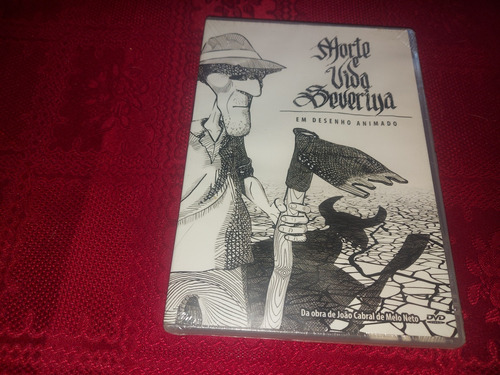 Morte
e
Vida
Severina
EM DESENHO ANIMADO
Da obra de João Cabral de Melo Neto
DVD